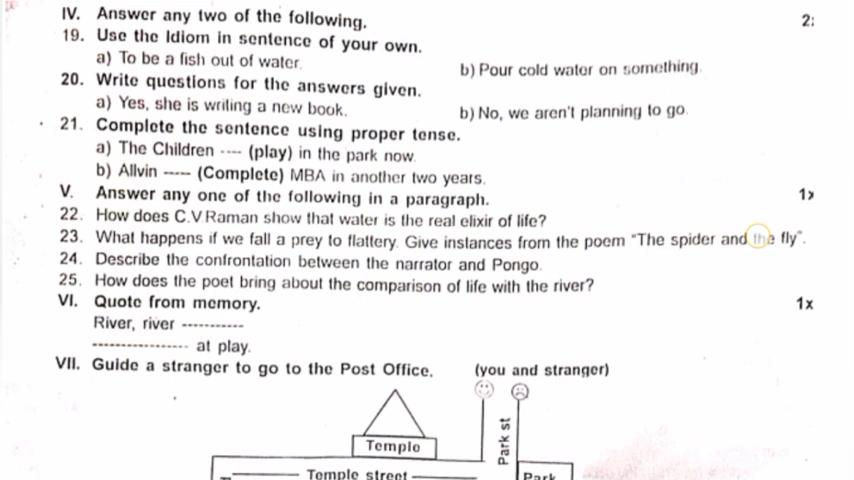 IV. Answer any two of the following. 2:
19. Use the Idiom in sentence of your own.
a) To be a fish out of water. b) Pour cold water on something.
20. Write questions for the answers given.
a) Yes, she is writing a new book. b) No, we aren't planning to go.
21. Complete the sentence using proper tense.
a) The Children ---- (play) in the park now.
b) Allvin ----- (Complete) MBA in another two years.
V. Answer any one of the following in a paragraph. 1x
22. How does C.V Raman show that water is the real elixir of life?
23. What happens if we fall a prey to flattery. Give instances from the poem "The spider and the fly".
24. Describe the confrontation between the narrator and Pongo.
25. How does the poet bring about the comparison of life with the river?
VI. Quote from memory. 1x
River, river -----------
----------------- at play.
VII. Guide a stranger to go to the Post Office. (you and stranger)
Park st
Temple
Temple street
Park